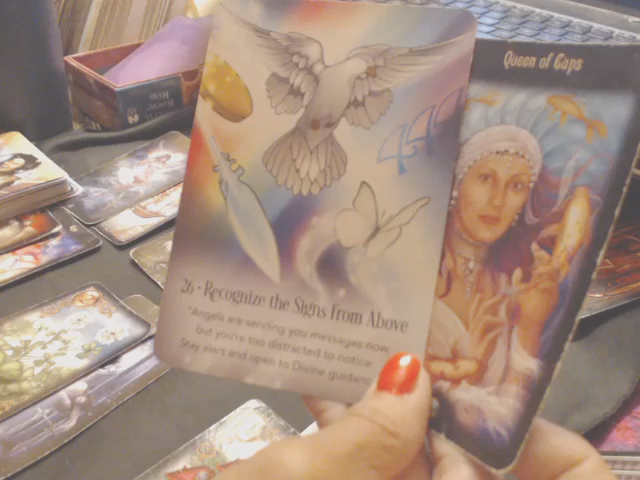 Queen of Cups
444
26 • Recognize the Signs from Above
"Angels are sending you messages now,
but you're too distracted to notice.
Stay alert and open to Divine guidance